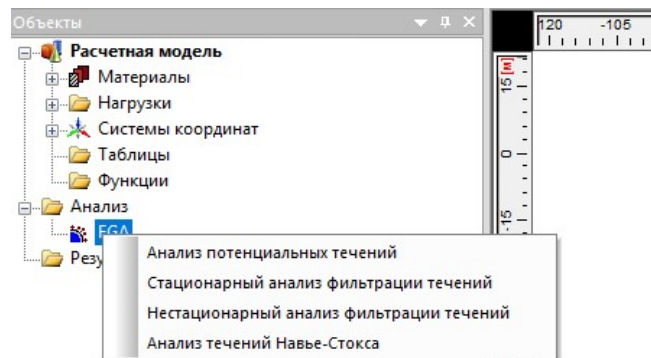 Объекты
Расчетная модель
Материалы
Нагрузки
Системы координат
Таблицы
Функции
Анализ
FGA
Анализ потенциальных течений
Стационарный анализ фильтрации течений
Нестационарный анализ фильтрации течений
Анализ течений Навье-Стокса
120 -105
[м]
15
0
-15